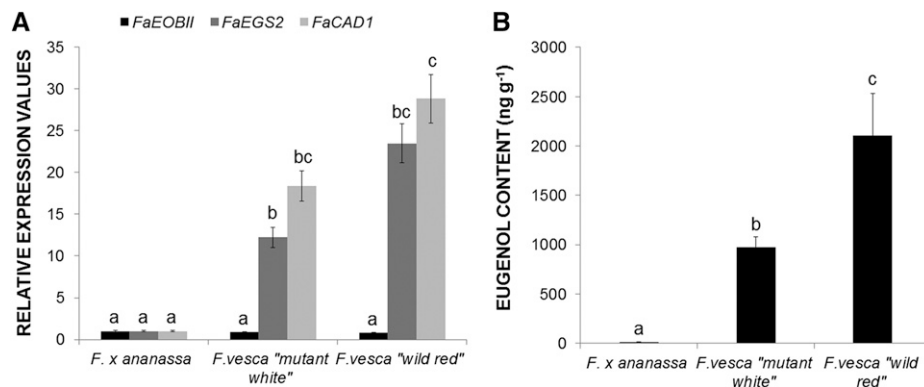 A
FaEOBII FaEGS2 FaCAD1
RELATIVE EXPRESSION VALUES
35
30
25
20
15
10
5
0
a a a
a b bc
a bc c
F. x ananassa F.vesca "mutant white" F.vesca "wild red"
B
EUGENOL CONTENT (ng g⁻¹)
3000
2500
2000
1500
1000
500
0
a
b
c
F. x ananassa F.vesca "mutant white" F.vesca "wild red"